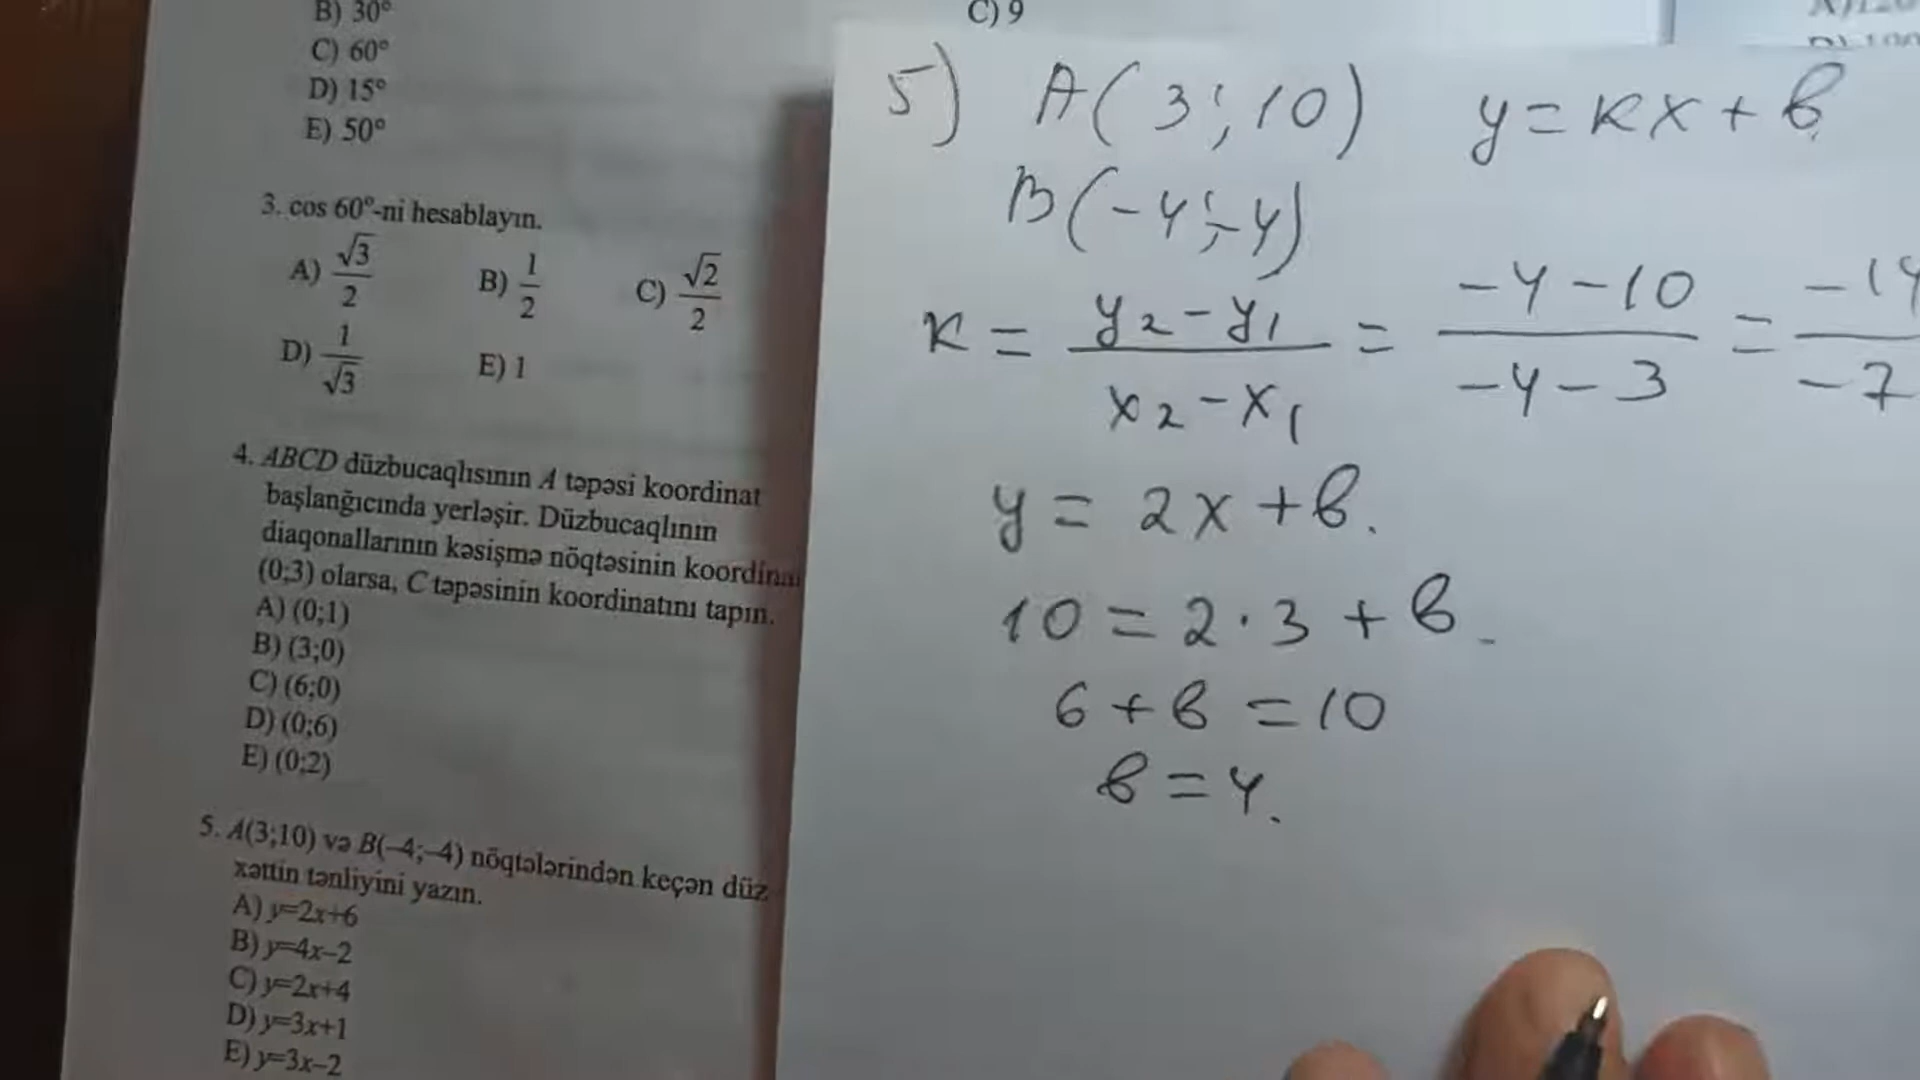 B) 30°
C) 60°
D) 15°
E) 50°
3. cos 60°-ni hesablayın.
A) √3/2 B) 1/2 C) √2/2
D) 1/√3 E) 1
4. ABCD düzbucaqlısının A təpəsi koordinat
başlanğıcında yerləşir. Düzbucaqlının
diaqonallarının kəsişmə nöqtəsinin koordinat
(0;3) olarsa, C təpəsinin koordinatını tapın.
A) (0;1)
B) (3;0)
C) (6;0)
D) (0;6)
E) (0;2)
5. A(3;10) və B(–4;–4) nöqtələrindən keçən düz
xəttin tənliyini yazın.
A) y=2x+6
B) y=4x–2
C) y=2x+4
D) y=3x+1
E) y=3x–2
C) 9
5) A(3;10) y=kx+b
B(-4;-4)
k = (y2-y1)/(x2-x1) = (-4-10)/(-4-3) = -14/-7
y = 2x+b.
10 = 2·3+b.
6+b=10
b=4.